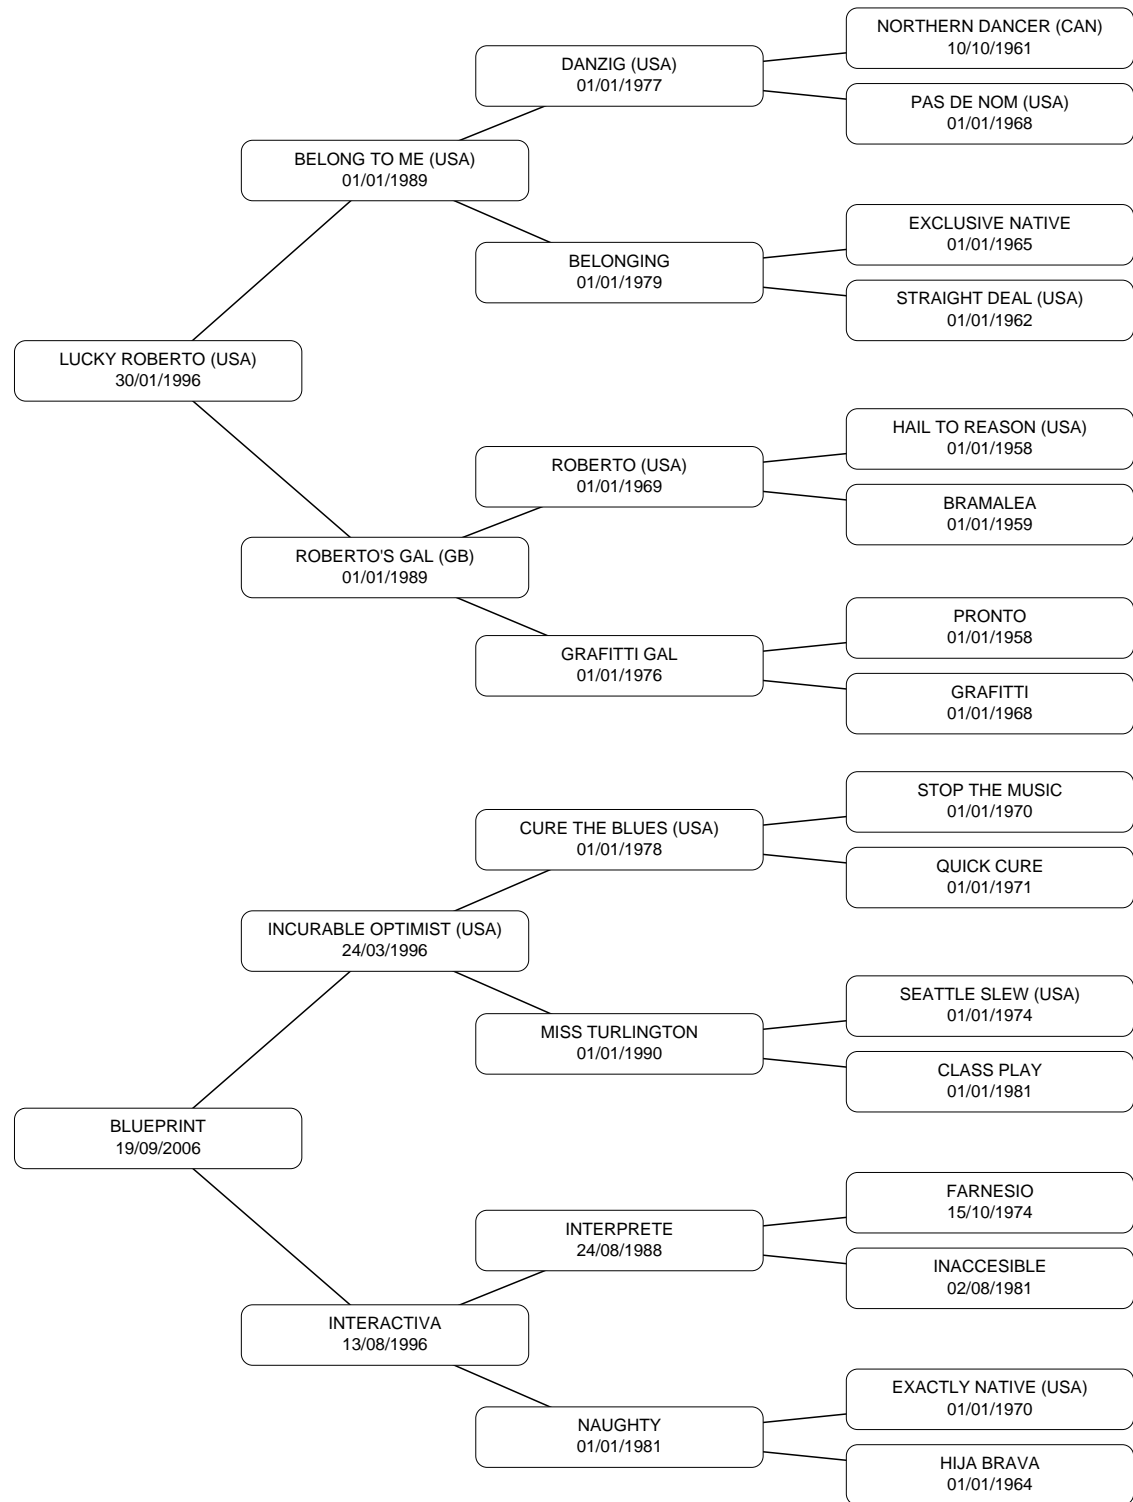 NORTHERN DANCER (CAN)
10/10/1961
DANZIG (USA)
01/01/1977
PAS DE NOM (USA)
01/01/1968
BELONG TO ME (USA)
01/01/1989
EXCLUSIVE NATIVE
01/01/1965
BELONGING
01/01/1979
STRAIGHT DEAL (USA)
01/01/1962
LUCKY ROBERTO (USA)
30/01/1996
HAIL TO REASON (USA)
01/01/1958
ROBERTO (USA)
01/01/1969
BRAMALEA
01/01/1959
ROBERTO'S GAL (GB)
01/01/1989
PRONTO
01/01/1958
GRAFITTI GAL
01/01/1976
GRAFITTI
01/01/1968
STOP THE MUSIC
01/01/1970
CURE THE BLUES (USA)
01/01/1978
QUICK CURE
01/01/1971
INCURABLE OPTIMIST (USA)
24/03/1996
SEATTLE SLEW (USA)
01/01/1974
MISS TURLINGTON
01/01/1990
CLASS PLAY
01/01/1981
BLUEPRINT
19/09/2006
FARNESIO
15/10/1974
INTERPRETE
24/08/1988
INACCESIBLE
02/08/1981
INTERACTIVA
13/08/1996
EXACTLY NATIVE (USA)
01/01/1970
NAUGHTY
01/01/1981
HIJA BRAVA
01/01/1964